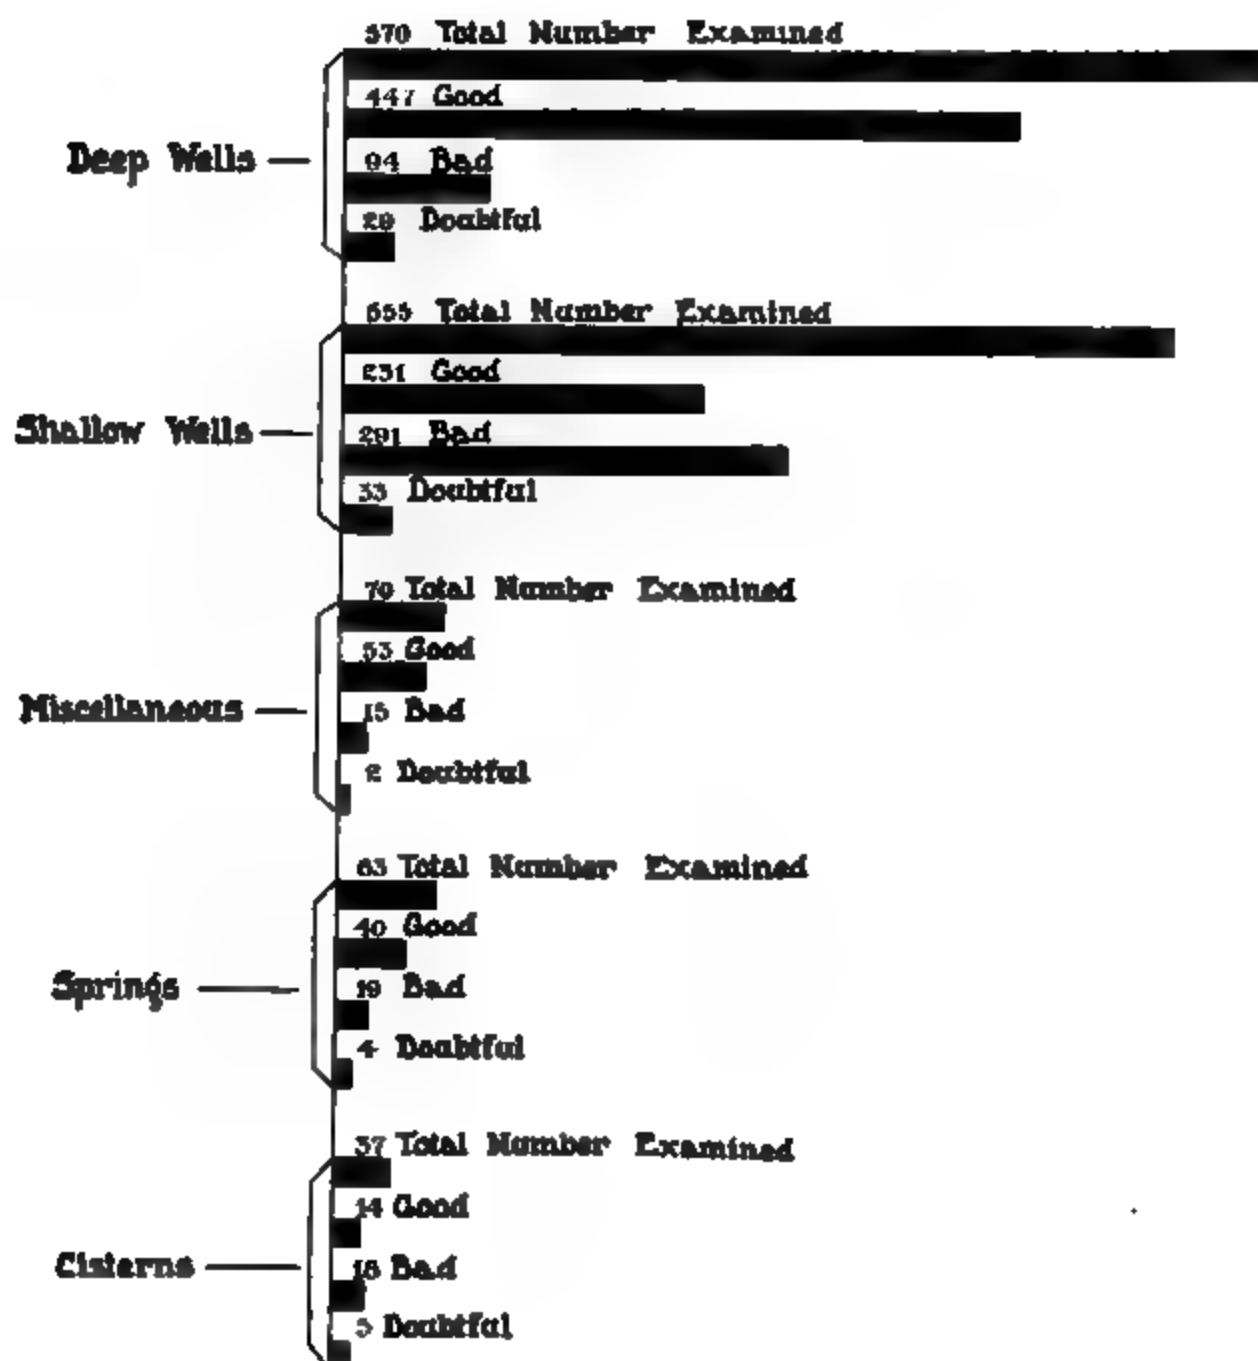 Deep Wells
570 Total Number Examined
447 Good
94 Bad
29 Doubtful
Shallow Wells
555 Total Number Examined
231 Good
291 Bad
33 Doubtful
Miscellaneous
70 Total Number Examined
53 Good
15 Bad
2 Doubtful
Springs
63 Total Number Examined
40 Good
19 Bad
4 Doubtful
Cisterns
37 Total Number Examined
14 Good
18 Bad
5 Doubtful